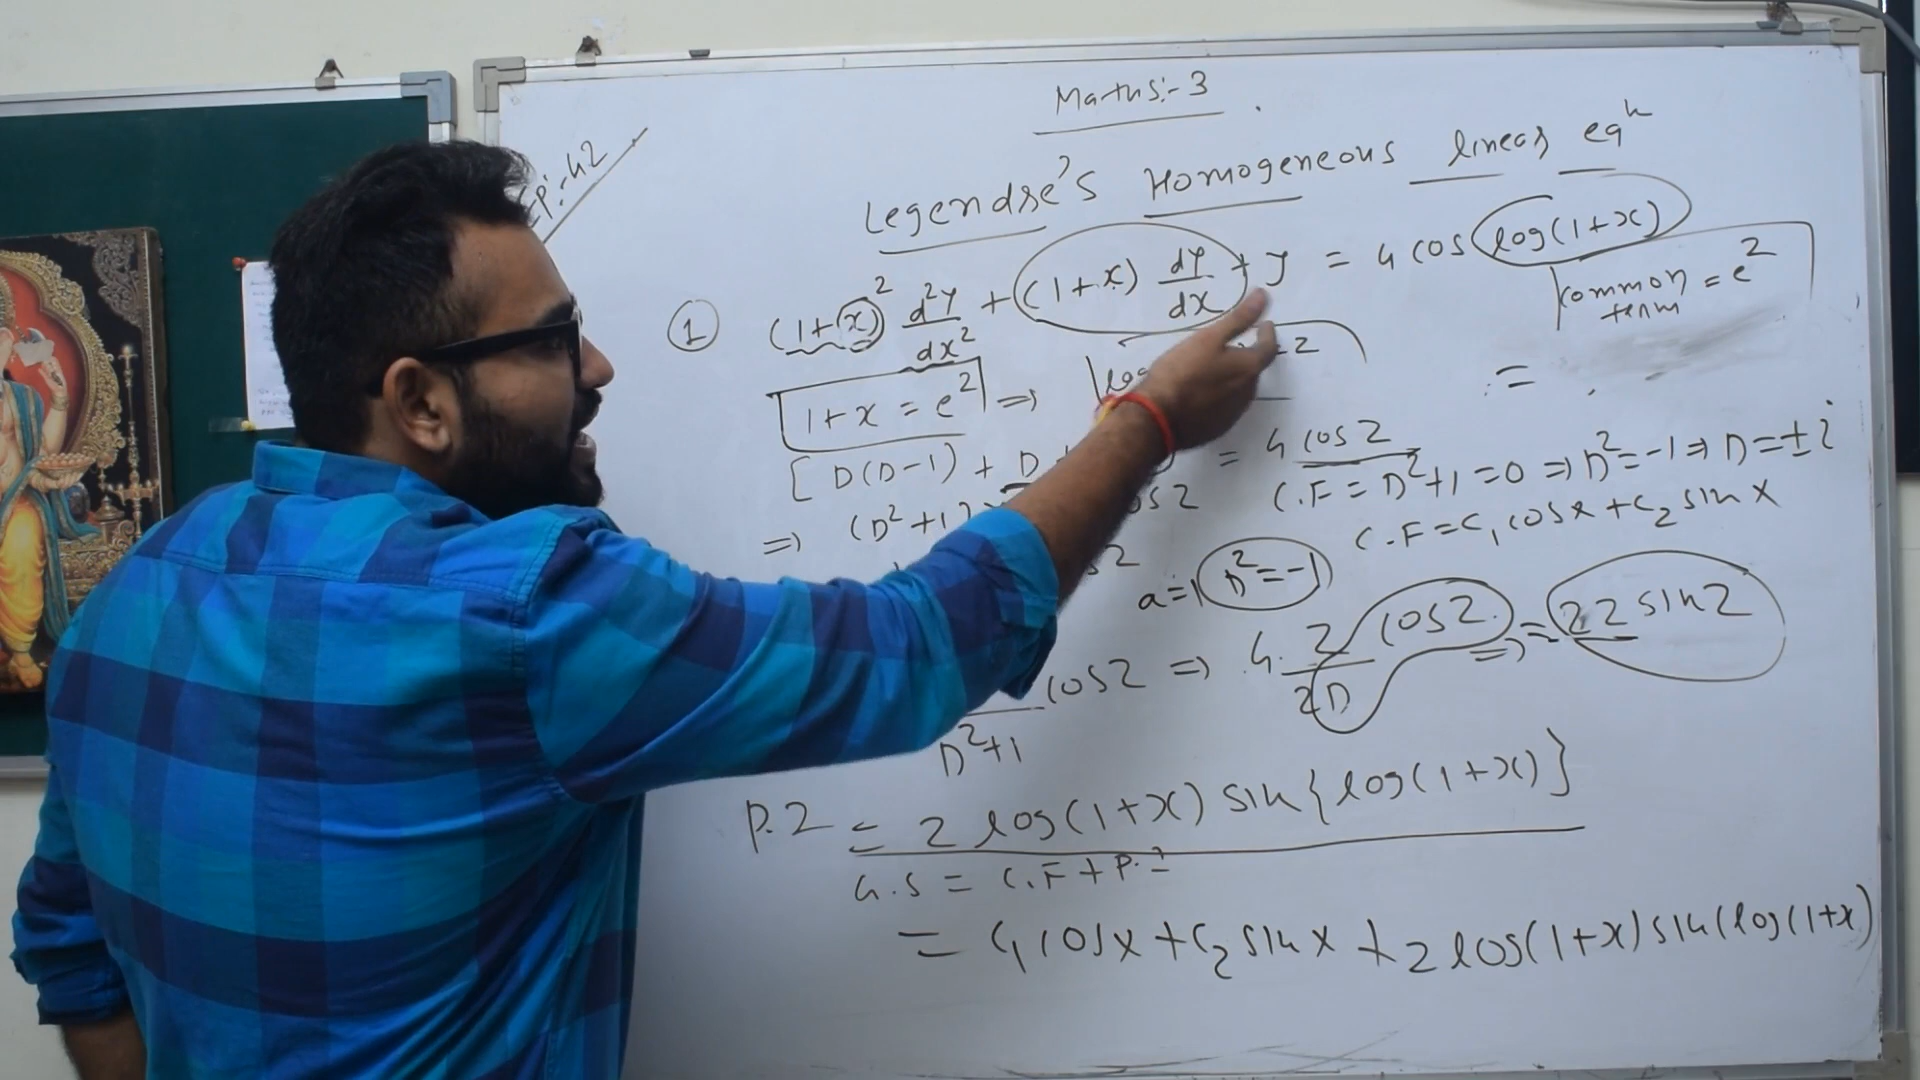 Maths:- 3
Ep:- 42
Legendre's Homogeneous linear eqⁿ
① (1+x)² d²y/dx² + (1+x) dy/dx + y = 4 cos log(1+x)
common term = e^z
1+x = e^z ⇒ log = z
[D(D-1) + D = 4 cos z
⇒ (D²+1) cos z
C.F = D²+1 = 0 ⇒ D² = -1 ⇒ D = ± i
C.F = C₁ cos x + C₂ sin x
a = 1 D² = -1
D²+1 cos z ⇒ 4. z/2D cos z ⇒ = 2z sin z
P.I = 2 log(1+x) sin{log(1+x)}
G.S = C.F + P.I
= C₁ cos x + C₂ sin x + 2 log(1+x) sin(log(1+x)